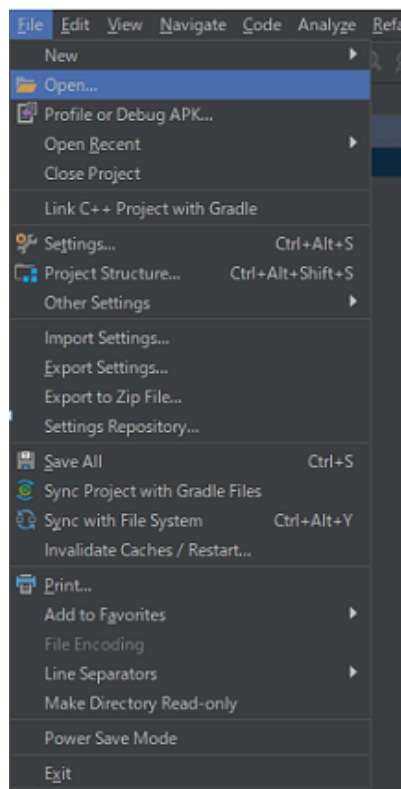 File Edit View Navigate Code Analyze Refa
New
Open...
Profile or Debug APK...
Open Recent
Close Project
Link C++ Project with Gradle
Settings... Ctrl+Alt+S
Project Structure... Ctrl+Alt+Shift+S
Other Settings
Import Settings...
Export Settings...
Export to Zip File...
Settings Repository...
Save All Ctrl+S
Sync Project with Gradle Files
Sync with File System Ctrl+Alt+Y
Invalidate Caches / Restart...
Print...
Add to Favorites
File Encoding
Line Separators
Make Directory Read-only
Power Save Mode
Exit